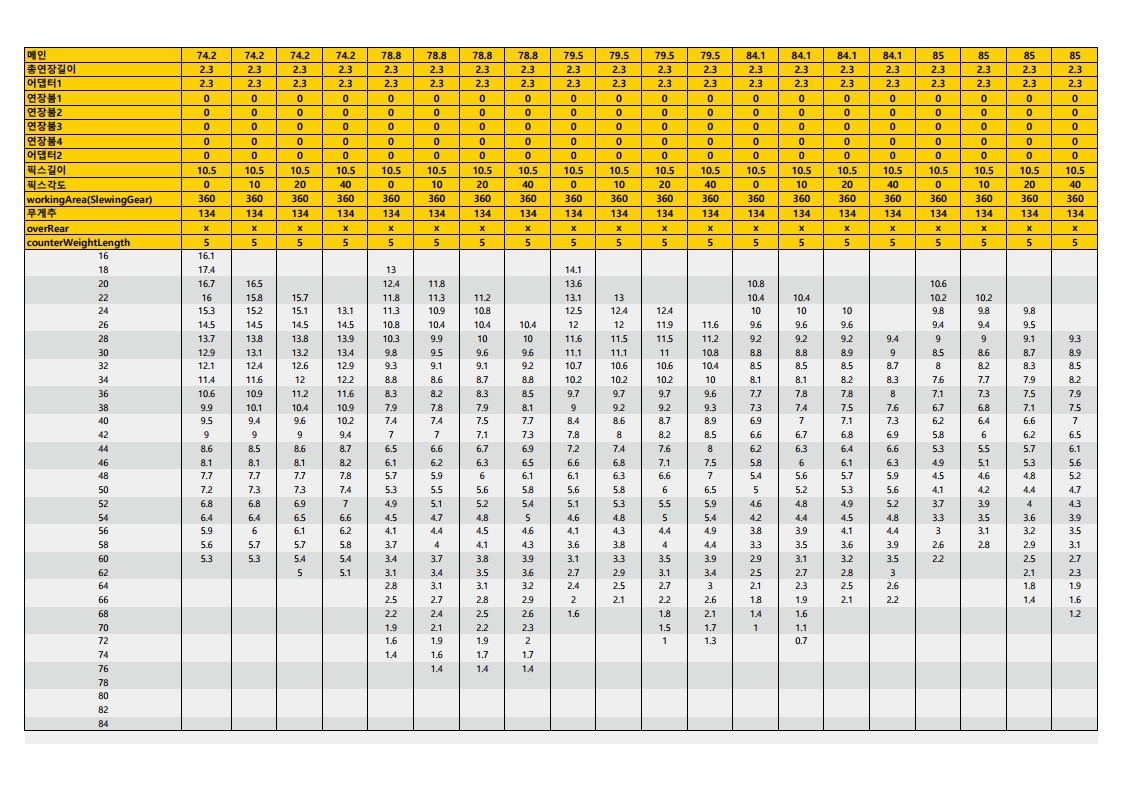 메인 74.2 74.2 74.2 74.2 78.8 78.8 78.8 78.8 79.5 79.5 79.5 79.5 84.1 84.1 84.1 84.1 85 85 85 85
총연장길이 2.3 2.3 2.3 2.3 2.3 2.3 2.3 2.3 2.3 2.3 2.3 2.3 2.3 2.3 2.3 2.3 2.3 2.3 2.3 2.3
어댑터1 2.3 2.3 2.3 2.3 2.3 2.3 2.3 2.3 2.3 2.3 2.3 2.3 2.3 2.3 2.3 2.3 2.3 2.3 2.3 2.3
연장붐1 0 0 0 0 0 0 0 0 0 0 0 0 0 0 0 0 0 0 0 0
연장붐2 0 0 0 0 0 0 0 0 0 0 0 0 0 0 0 0 0 0 0 0
연장붐3 0 0 0 0 0 0 0 0 0 0 0 0 0 0 0 0 0 0 0 0
연장붐4 0 0 0 0 0 0 0 0 0 0 0 0 0 0 0 0 0 0 0 0
어댑터2 0 0 0 0 0 0 0 0 0 0 0 0 0 0 0 0 0 0 0 0
픽스길이 10.5 10.5 10.5 10.5 10.5 10.5 10.5 10.5 10.5 10.5 10.5 10.5 10.5 10.5 10.5 10.5 10.5 10.5 10.5 10.5
픽스각도 0 10 20 40 0 10 20 40 0 10 20 40 0 10 20 40 0 10 20 40
workingArea(SlewingGear) 360 360 360 360 360 360 360 360 360 360 360 360 360 360 360 360 360 360 360 360
무게추 134 134 134 134 134 134 134 134 134 134 134 134 134 134 134 134 134 134 134 134
overRear x x x x x x x x x x x x x x x x x x x x
counterWeightLength 5 5 5 5 5 5 5 5 5 5 5 5 5 5 5 5 5 5 5 5
16 16.1
18 17.4 13 14.1
20 16.7 16.5 12.4 11.8 13.6 10.8 10.6
22 16 15.8 15.7 11.8 11.3 11.2 13.1 13 10.4 10.4 10.2 10.2
24 15.3 15.2 15.1 13.1 11.3 10.9 10.8 12.5 12.4 12.4 10 10 10 9.8 9.8 9.8
26 14.5 14.5 14.5 14.5 10.8 10.4 10.4 10.4 12 12 11.9 11.6 9.6 9.6 9.6 9.4 9.4 9.5
28 13.7 13.8 13.8 13.9 10.3 9.9 10 10 11.6 11.5 11.5 11.2 9.2 9.2 9.2 9.4 9 9 9.1 9.3
30 12.9 13.1 13.2 13.4 9.8 9.5 9.6 9.6 11.1 11.1 11 10.8 8.8 8.8 8.9 9 8.5 8.6 8.7 8.9
32 12.1 12.4 12.6 12.9 9.3 9.1 9.1 9.2 10.7 10.6 10.6 10.4 8.5 8.5 8.5 8.7 8 8.2 8.3 8.5
34 11.4 11.6 12 12.2 8.8 8.6 8.7 8.8 10.2 10.2 10.2 10 8.1 8.1 8.2 8.3 7.6 7.7 7.9 8.2
36 10.6 10.9 11.2 11.6 8.3 8.2 8.3 8.5 9.7 9.7 9.7 9.6 7.7 7.8 7.8 8 7.1 7.3 7.5 7.9
38 9.9 10.1 10.4 10.9 7.9 7.8 7.9 8.1 9 9.2 9.2 9.3 7.3 7.4 7.5 7.6 6.7 6.8 7.1 7.5
40 9.5 9.4 9.6 10.2 7.4 7.4 7.5 7.7 8.4 8.6 8.7 8.9 6.9 7 7.1 7.3 6.2 6.4 6.6 7
42 9 9 9 9.4 7 7 7.1 7.3 7.8 8 8.2 8.5 6.6 6.7 6.8 6.9 5.8 6 6.2 6.5
44 8.6 8.5 8.6 8.7 6.5 6.6 6.7 6.9 7.2 7.4 7.6 8 6.2 6.3 6.4 6.6 5.3 5.5 5.7 6.1
46 8.1 8.1 8.1 8.2 6.1 6.2 6.3 6.5 6.6 6.8 7.1 7.5 5.8 6 6.1 6.3 4.9 5.1 5.3 5.6
48 7.7 7.7 7.7 7.8 5.7 5.9 6 6.1 6.1 6.3 6.6 7 5.4 5.6 5.7 5.9 4.5 4.6 4.8 5.2
50 7.2 7.3 7.3 7.4 5.3 5.5 5.6 5.8 5.6 5.8 6 6.5 5 5.2 5.3 5.6 4.1 4.2 4.4 4.7
52 6.8 6.8 6.9 7 4.9 5.1 5.2 5.4 5.1 5.3 5.5 5.9 4.6 4.8 4.9 5.2 3.7 3.9 4 4.3
54 6.4 6.4 6.5 6.6 4.5 4.7 4.8 5 4.6 4.8 5 5.4 4.2 4.4 4.5 4.8 3.3 3.5 3.6 3.9
56 5.9 6 6.1 6.2 4.1 4.4 4.5 4.6 4.1 4.3 4.4 4.9 3.8 3.9 4.1 4.4 3 3.1 3.2 3.5
58 5.6 5.7 5.7 5.8 3.7 4 4.1 4.3 3.6 3.8 4 4.4 3.3 3.5 3.6 3.9 2.6 2.8 2.9 3.1
60 5.3 5.3 5.4 5.4 3.4 3.7 3.8 3.9 3.1 3.3 3.5 3.9 2.9 3.1 3.2 3.5 2.2 2.5 2.7
62 5 5.1 3.1 3.4 3.5 3.6 2.7 2.9 3.1 3.4 2.5 2.7 2.8 3 2.1 2.3
64 2.8 3.1 3.1 3.2 2.4 2.5 2.7 3 2.1 2.3 2.5 2.6 1.8 1.9
66 2.5 2.7 2.8 2.9 2 2.1 2.2 2.6 1.8 1.9 2.1 2.2 1.4 1.6
68 2.2 2.4 2.5 2.6 1.6 1.8 2.1 1.4 1.6 1.2
70 1.9 2.1 2.2 2.3 1.5 1.7 1 1.1
72 1.6 1.9 1.9 2 1 1.3 0.7
74 1.4 1.6 1.7 1.7
76 1.4 1.4 1.4
78
80
82
84